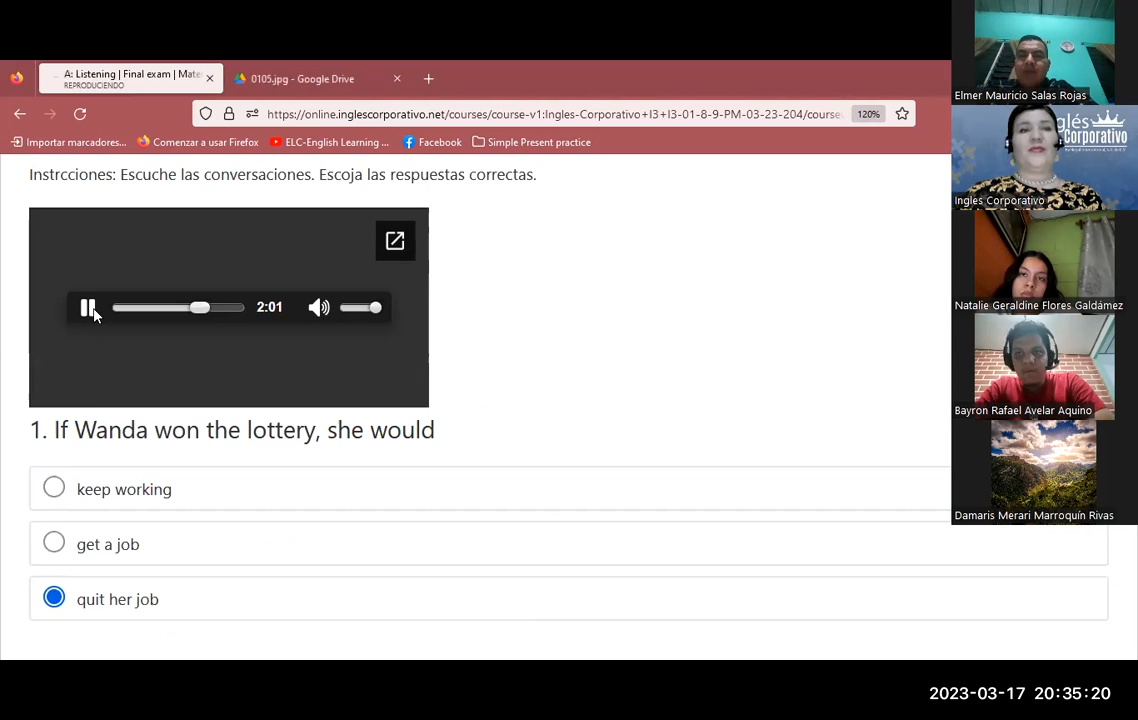 A: Listening | Final exam | Mate
REPRODUCIENDO
0105.jpg - Google Drive
https://online.inglescorporativo.net/courses/course-v1:Ingles-Corporativo+I3+I3-01-8-9-PM-03-23-204/course
120%
Importar marcadores...
Comenzar a usar Firefox
ELC-English Learning ...
Facebook
Simple Present practice
Instrcciones: Escuche las conversaciones. Escoja las respuestas correctas.
2:01
1. If Wanda won the lottery, she would
keep working
get a job
quit her job
Elmer Mauricio Salas Rojas
glés
Corporativo
Ingles Corporativo
Natalie Geraldine Flores Galdámez
Bayron Rafael Avelar Aquino
Damaris Merari Marroquín Rivas
2023-03-17 20:35:20